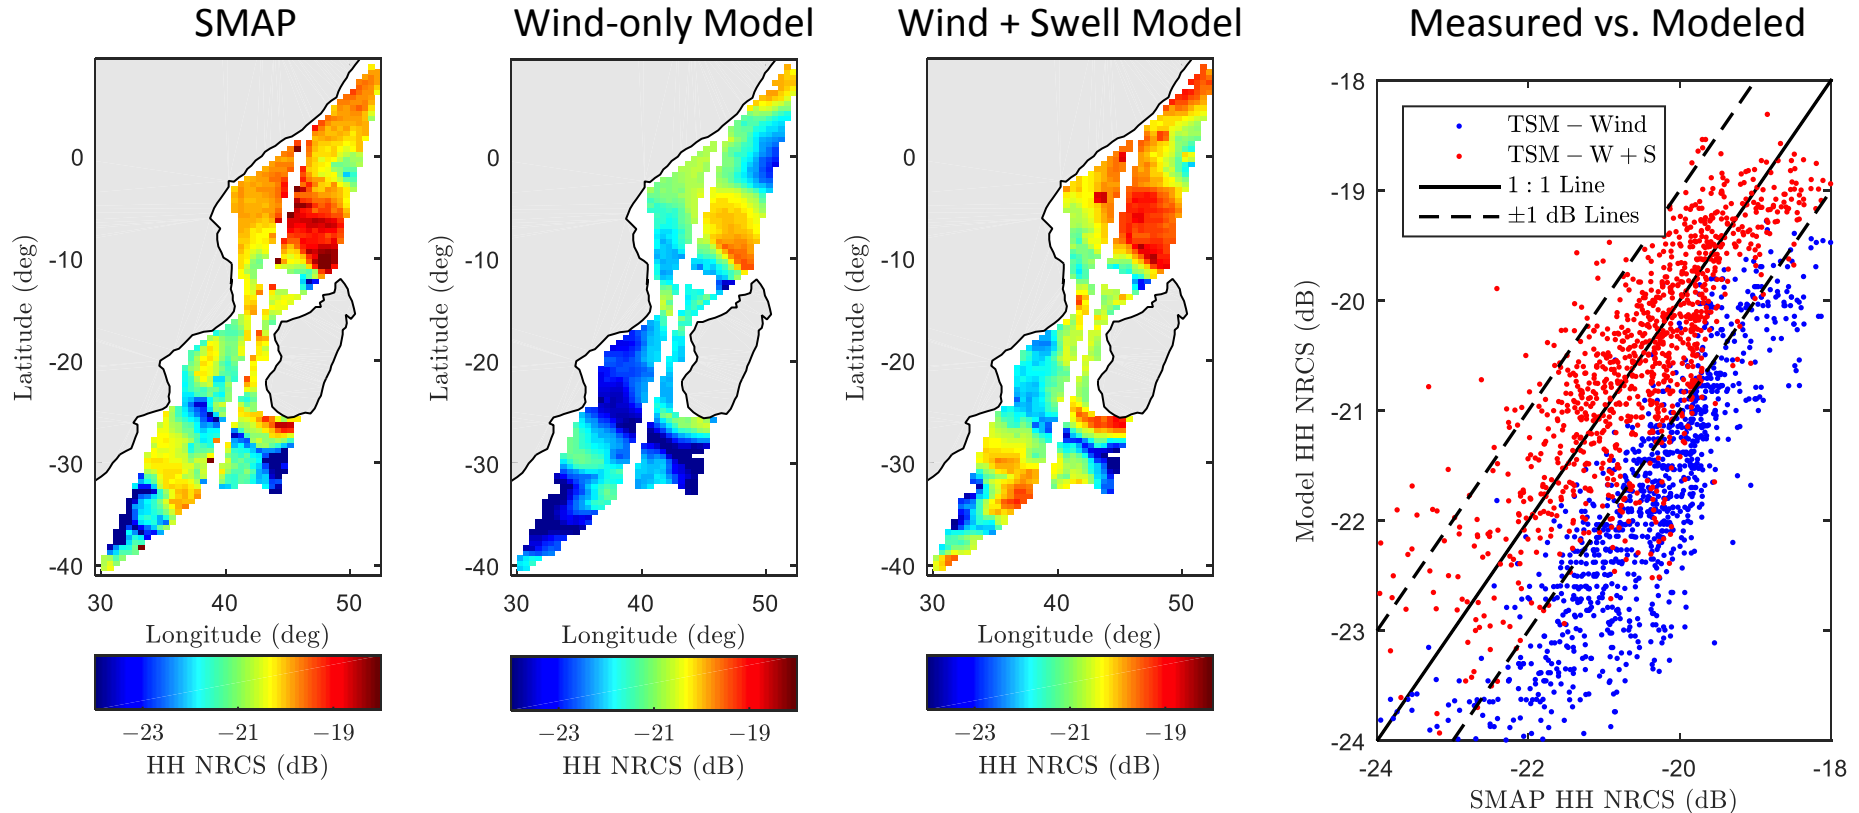 SMAP
Wind-only Model
Wind + Swell Model
Measured vs. Modeled
0
-10
-20
-30
-40
Latitude (deg)
30
40
50
Longitude (deg)
−23
−21
−19
HH NRCS (dB)
0
-10
-20
-30
-40
Latitude (deg)
30
40
50
Longitude (deg)
−23
−21
−19
HH NRCS (dB)
0
-10
-20
-30
-40
Latitude (deg)
30
40
50
Longitude (deg)
−23
−21
−19
HH NRCS (dB)
-18
-19
-20
-21
-22
-23
-24
Model HH NRCS (dB)
TSM − Wind
TSM − W + S
1 : 1 Line
±1 dB Lines
-24
-22
-20
-18
SMAP HH NRCS (dB)